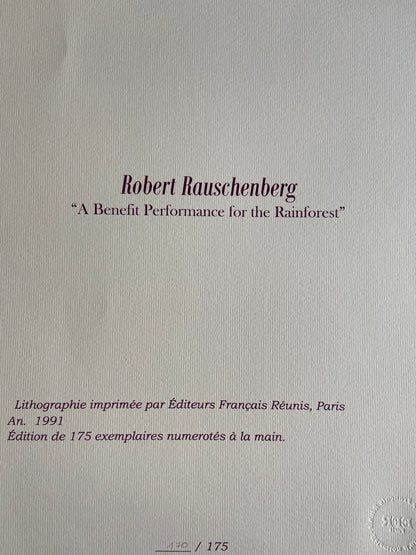 Robert Rauschenberg
“A Benefit Performance for the Rainforest”
Lithographie imprimée par Éditeurs Français Réunis, Paris
An. 1991
Édition de 175 exemplaires numerotés à la main.
170 / 175